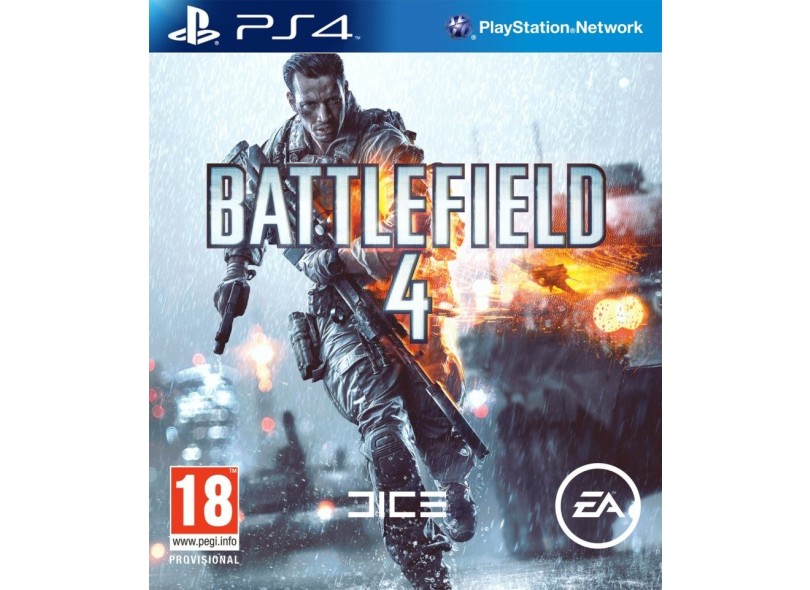 PS4
PlayStation®Network
BATTLEFIELD
4
18
www.pegi.info
PROVISIONAL
DICE
EA